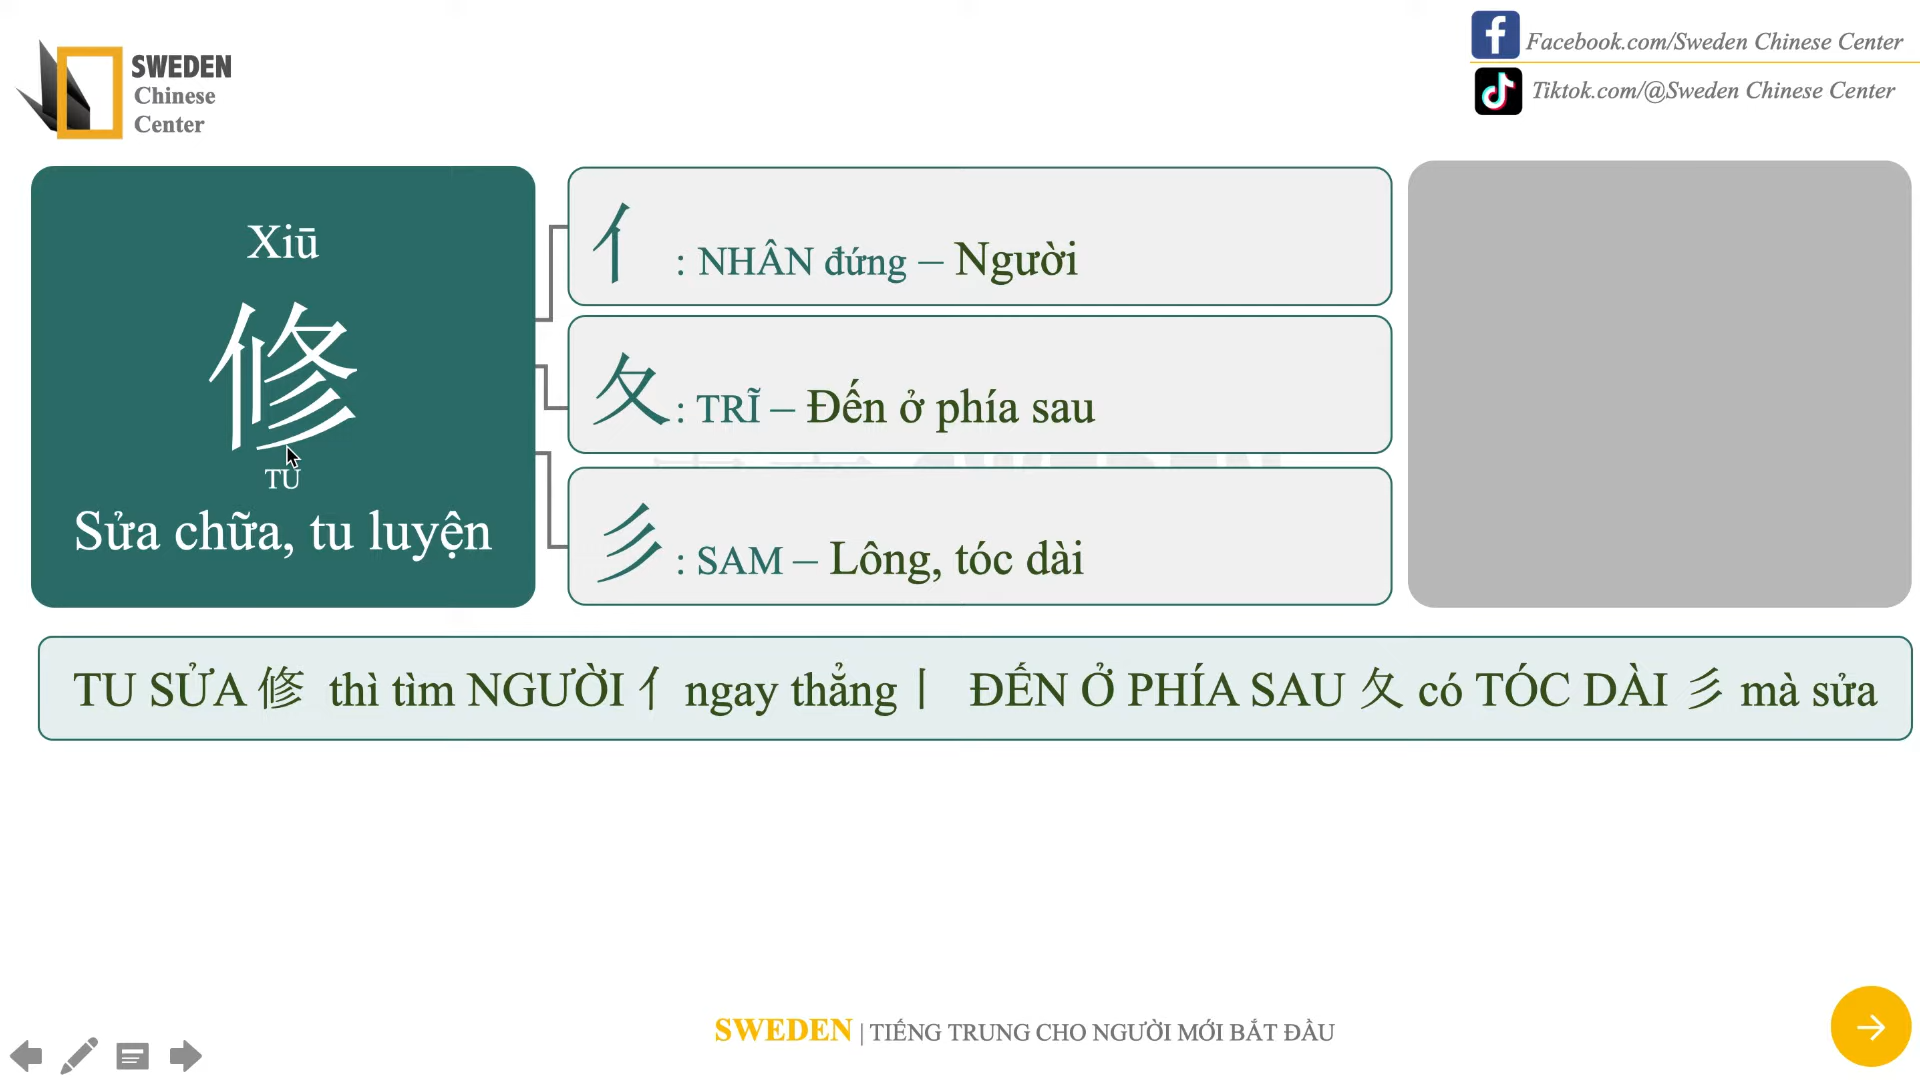 SWEDEN
Chinese
Center
Facebook.com/Sweden Chinese Center
Tiktok.com/@Sweden Chinese Center
Xiū
修
TU
Sửa chữa, tu luyện
亻 : NHÂN đứng – Người
夂 : TRĨ – Đến ở phía sau
彡 : SAM – Lông, tóc dài
TU SỬA 修 thì tìm NGƯỜI 亻 ngay thẳng 丨 ĐẾN Ở PHÍA SAU 夂 có TÓC DÀI 彡 mà sửa
SWEDEN | TIẾNG TRUNG CHO NGƯỜI MỚI BẮT ĐẦU